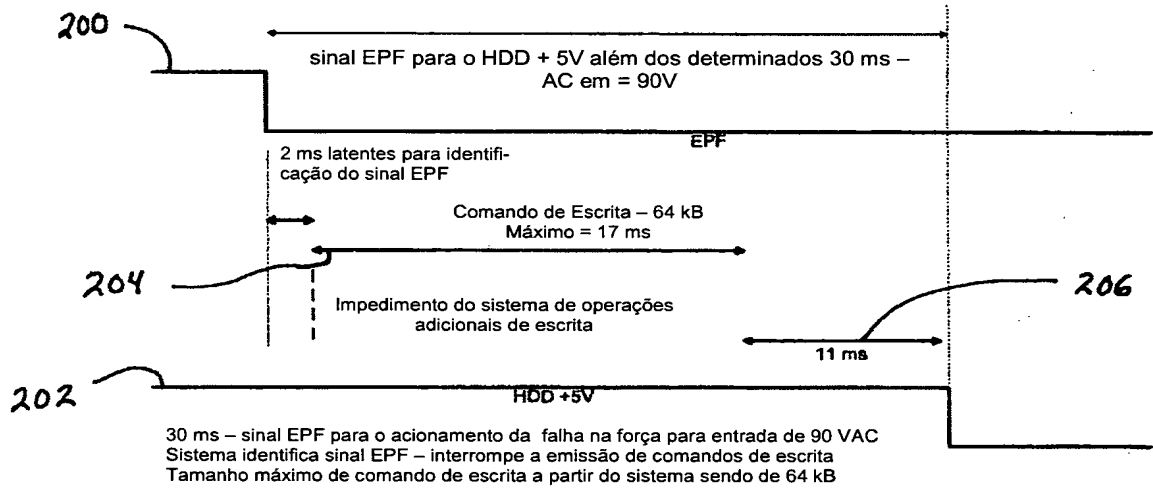 200
sinal EPF para o HDD + 5V além dos determinados 30 ms –
AC em = 90V
EPF
2 ms latentes para identifi-
cação do sinal EPF
Comando de Escrita – 64 kB
Máximo = 17 ms
204
206
Impedimento do sistema de operações
adicionais de escrita
11 ms
202
HDD +5V
30 ms – sinal EPF para o acionamento da falha na força para entrada de 90 VAC
Sistema identifica sinal EPF – interrompe a emissão de comandos de escrita
Tamanho máximo de comando de escrita a partir do sistema sendo de 64 kB